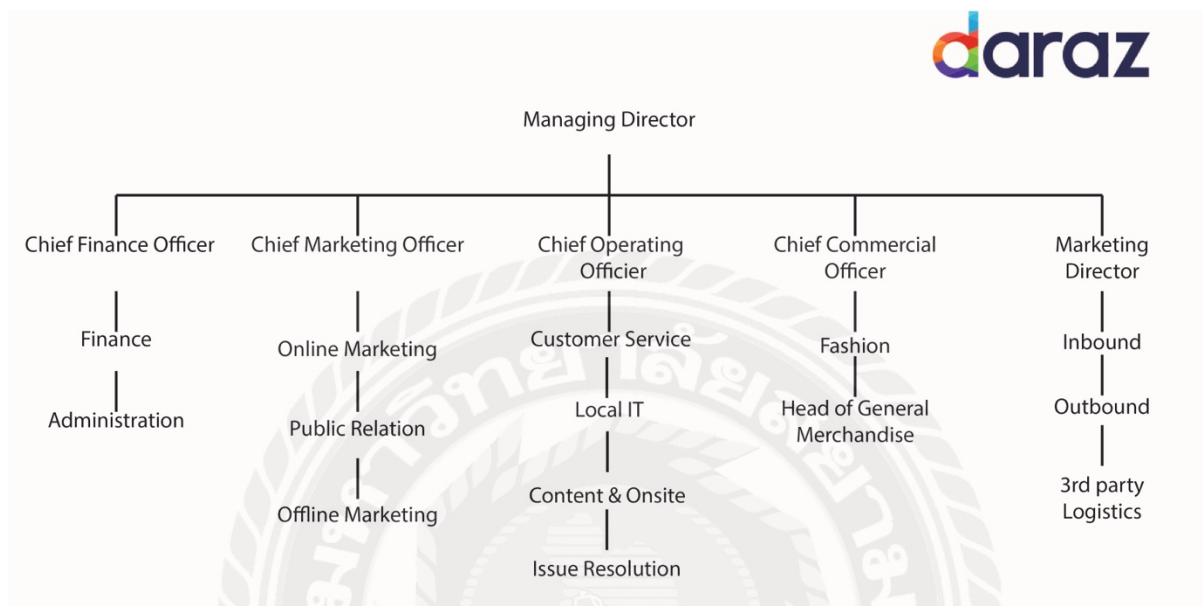 daraz
Managing Director
Chief Finance Officer
Chief Marketing Officer
Chief Operating
Officier
Chief Commercial
Officer
Marketing
Director
Finance
Online Marketing
Customer Service
Fashion
Inbound
Administration
Public Relation
Local IT
Head of General
Merchandise
Outbound
Offline Marketing
Content & Onsite
3rd party
Logistics
Issue Resolution